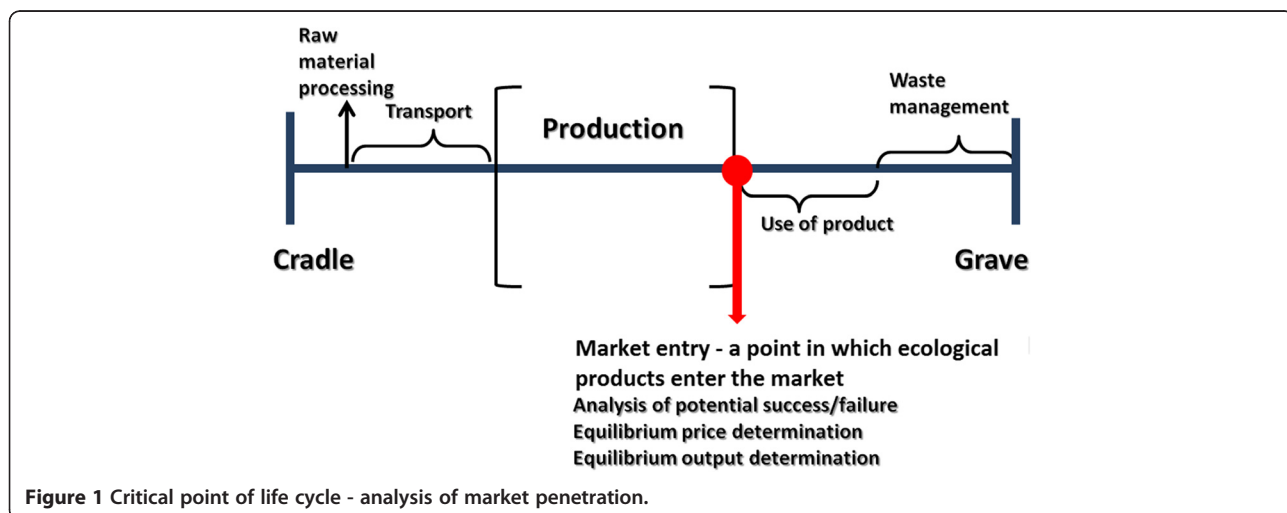 Raw
material
processing
Transport
Production
Waste
management
Use of product
Cradle
Grave
Market entry - a point in which ecological
products enter the market
Analysis of potential success/failure
Equilibrium price determination
Equilibrium output determination
Figure 1 Critical point of life cycle - analysis of market penetration.